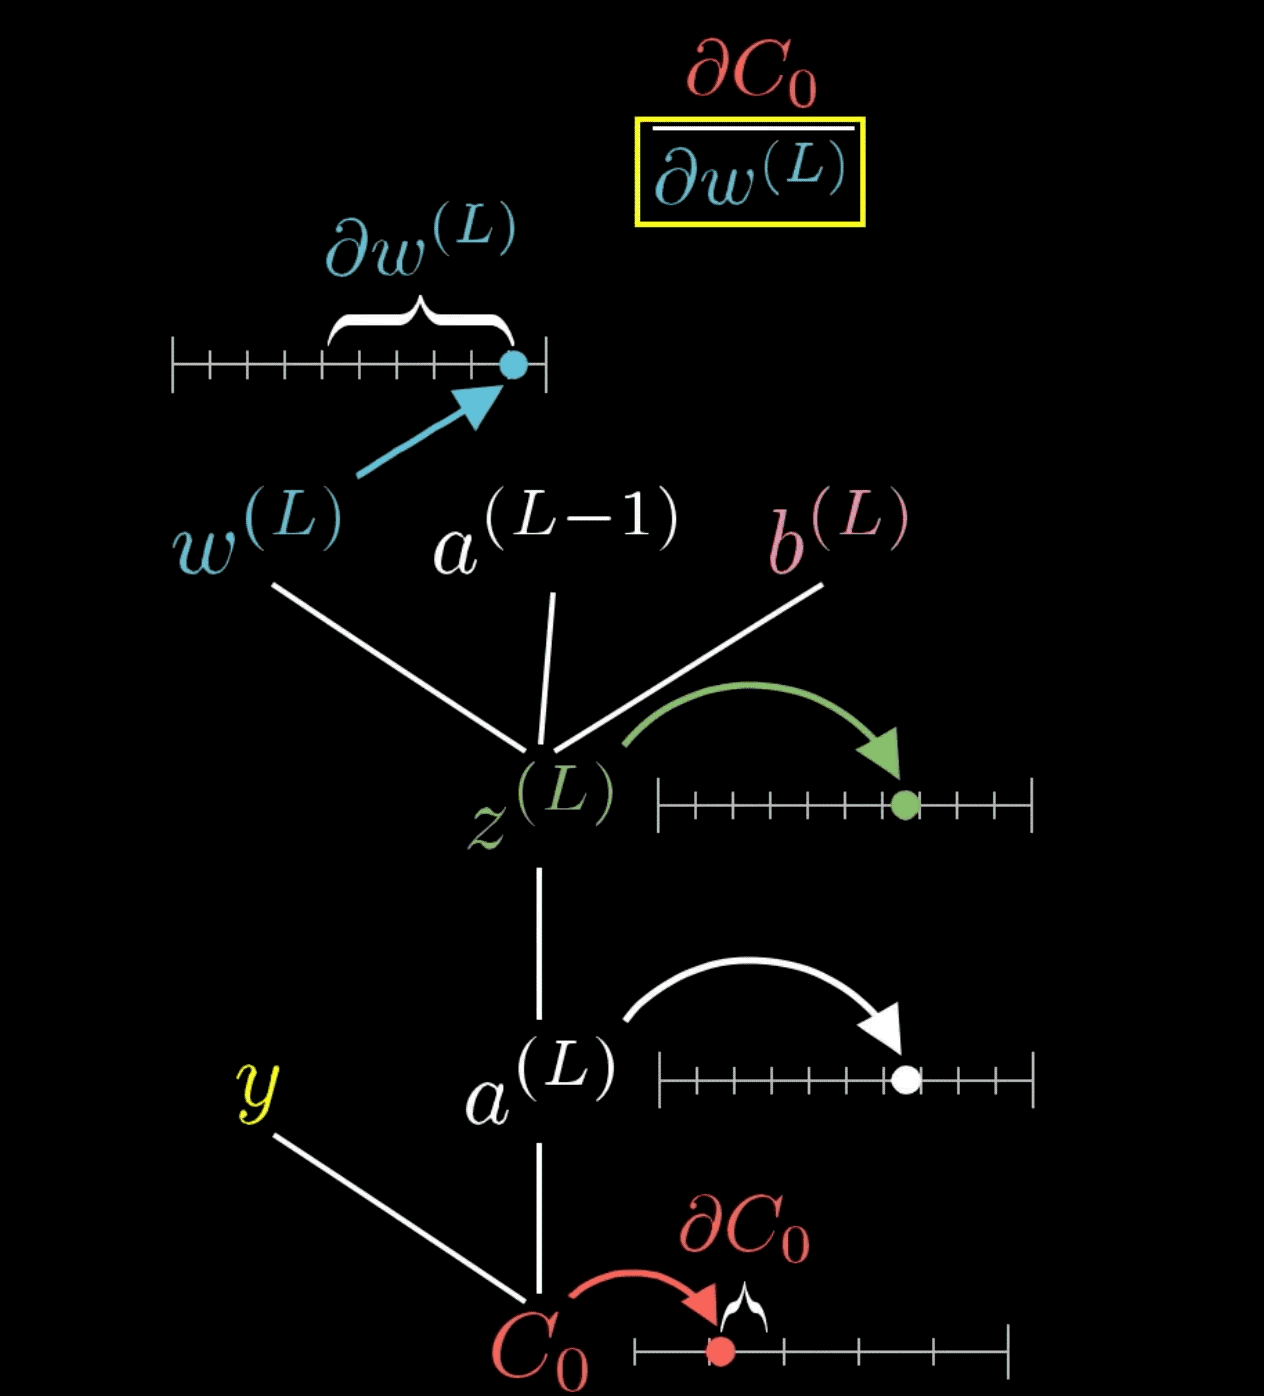 ∂C₀
∂w⁽ᴸ⁾
∂w⁽ᴸ⁾
w⁽ᴸ⁾ a⁽ᴸ⁻¹⁾ b⁽ᴸ⁾
z⁽ᴸ⁾
y a⁽ᴸ⁾
∂C₀
C₀